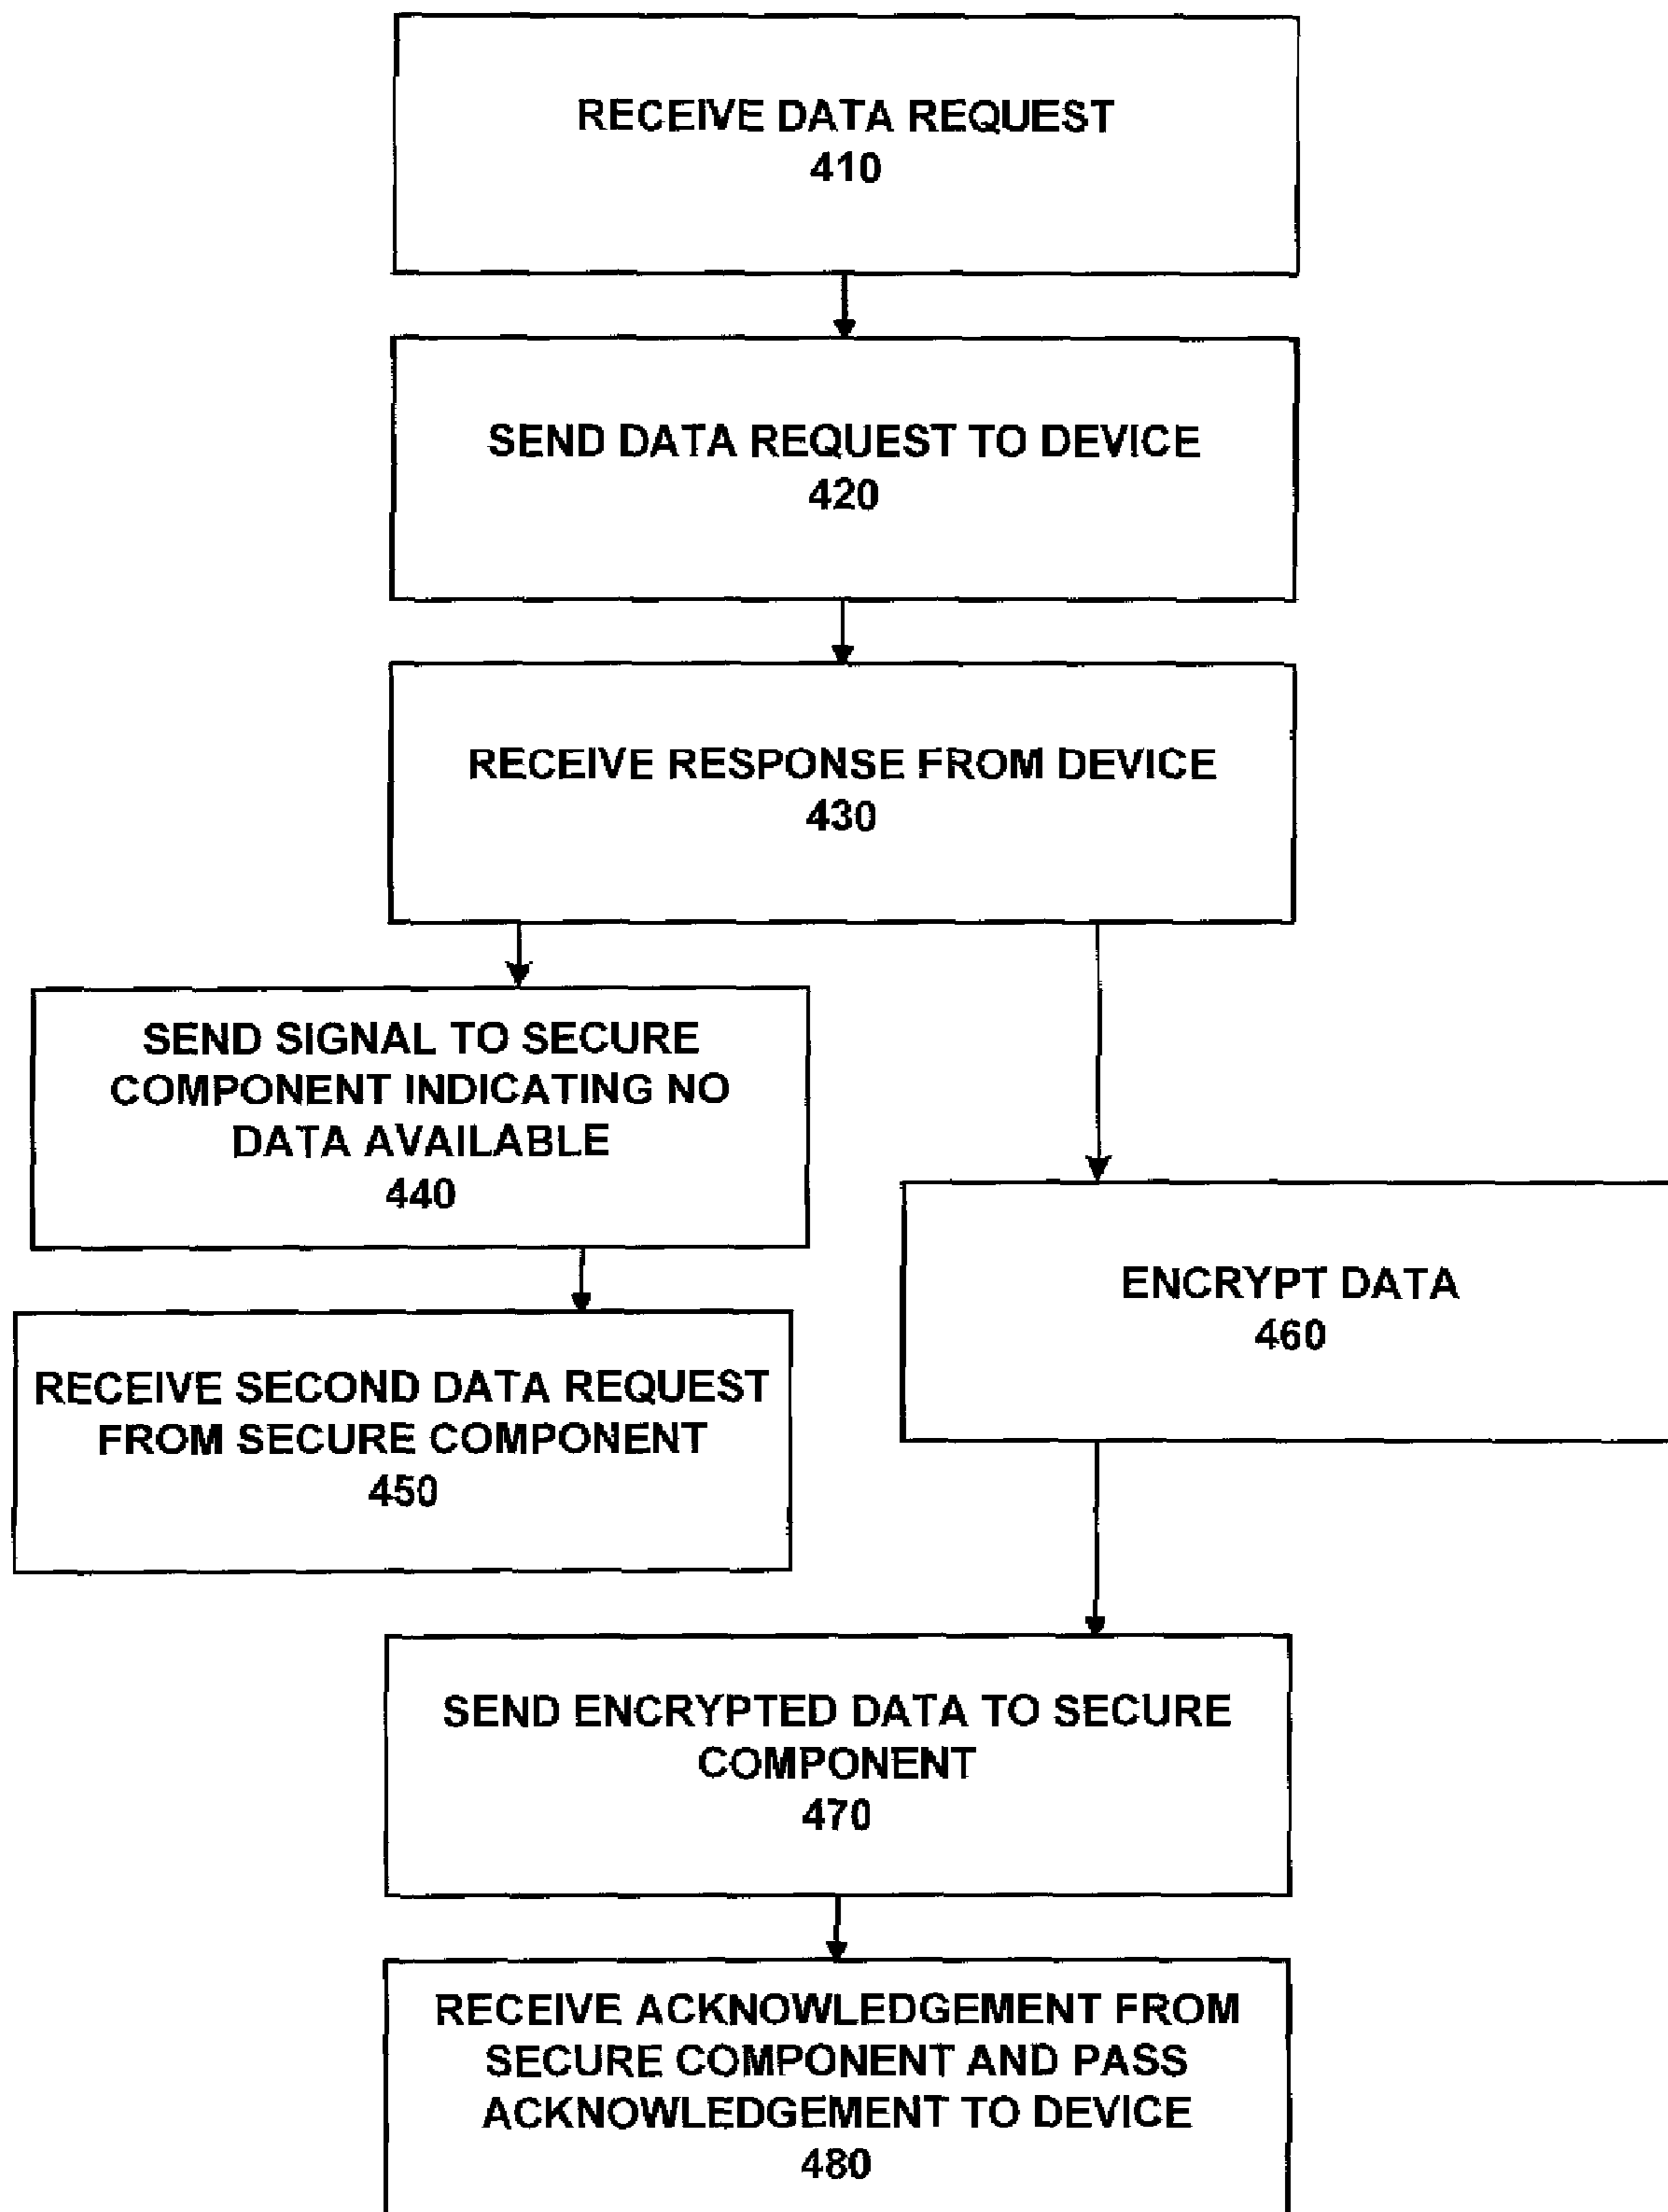 RECEIVE DATA REQUEST
410
SEND DATA REQUEST TO DEVICE
420
RECEIVE RESPONSE FROM DEVICE
430
SEND SIGNAL TO SECURE
COMPONENT INDICATING NO
DATA AVAILABLE
440
RECEIVE SECOND DATA REQUEST
FROM SECURE COMPONENT
450
ENCRYPT DATA
460
SEND ENCRYPTED DATA TO SECURE
COMPONENT
470
RECEIVE ACKNOWLEDGEMENT FROM
SECURE COMPONENT AND PASS
ACKNOWLEDGEMENT TO DEVICE
480